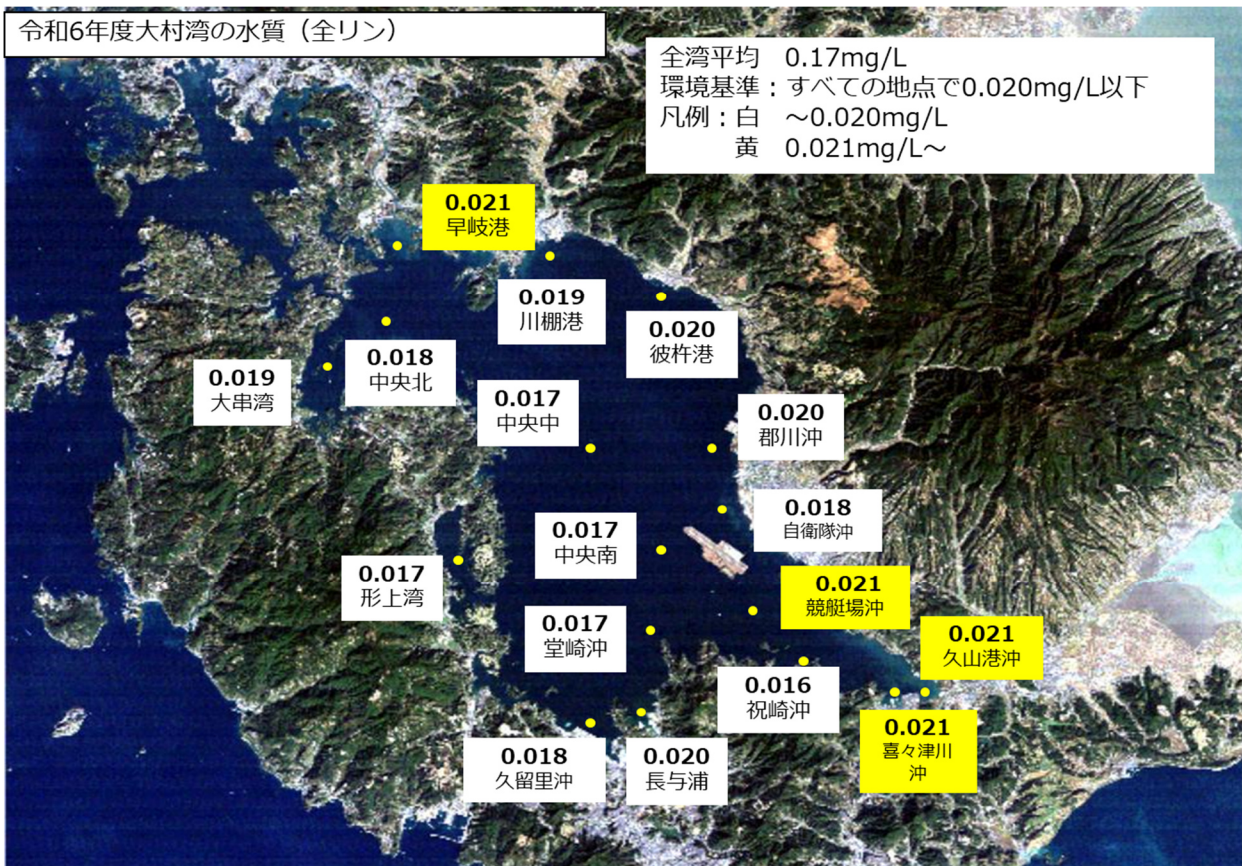 令和6年度大村湾の水質（全リン）
全湾平均　0.17mg/L
環境基準：すべての地点で0.020mg/L以下
凡例：白　～0.020mg/L
黄　0.021mg/L～
0.021
早岐港
0.019
川棚港
0.020
彼杵港
0.018
中央北
0.019
大串湾
0.017
中央中
0.020
郡川沖
0.018
自衛隊沖
0.017
中央南
0.017
形上湾
0.021
競艇場沖
0.017
堂崎沖
0.021
久山港沖
0.016
祝崎沖
0.021
喜々津川
沖
0.018
久留里沖
0.020
長与浦